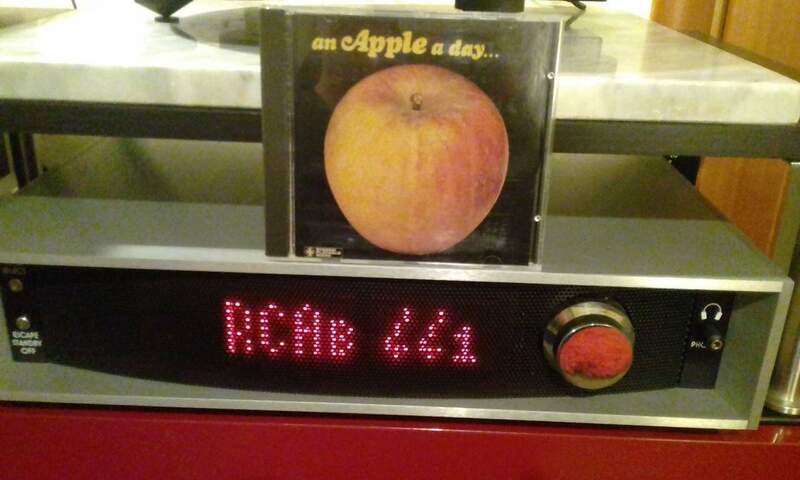 an Apple a day...
RCAB 661
ESCAPE
STANDBY
OFF